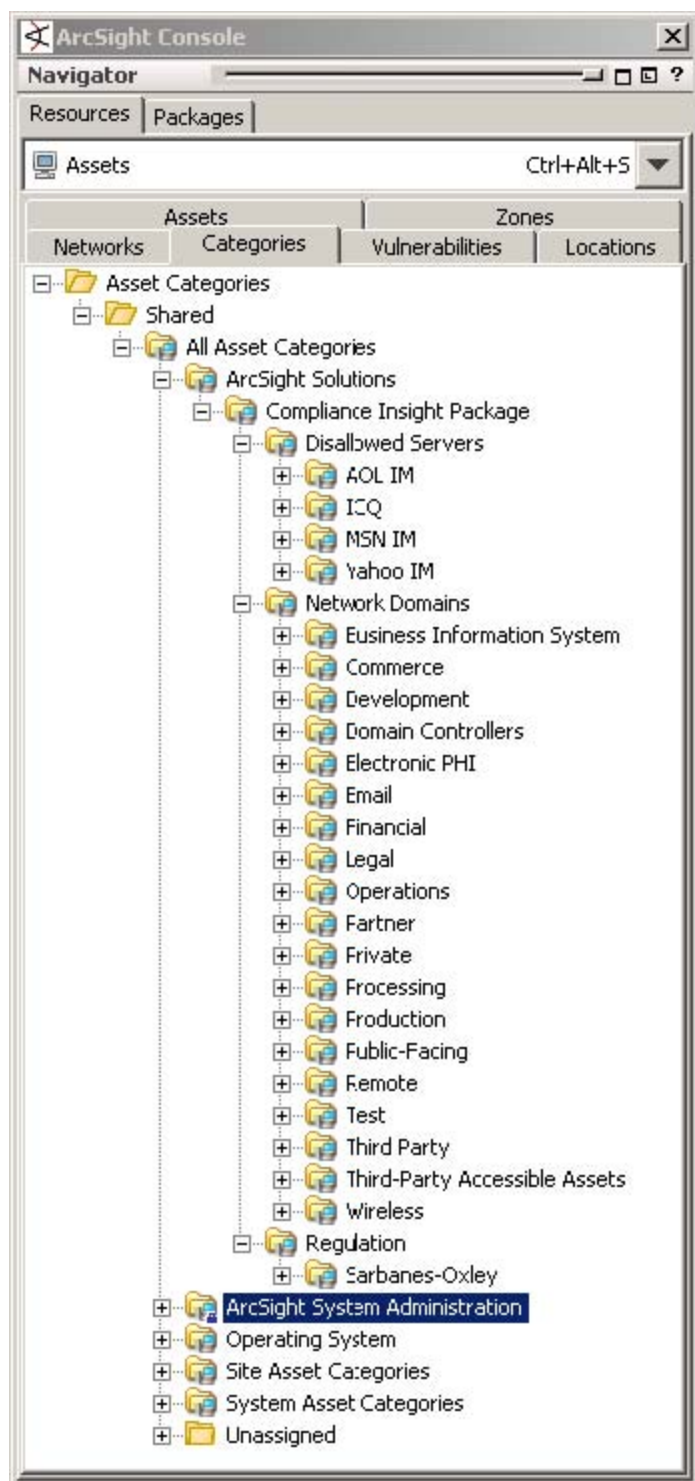 ArcSight Console
Navigator ?
Resources Packages
Assets Ctrl+Alt+S
Assets Zones
Networks Categories Vulnerabilities Locations
Asset Categories
Shared
All Asset Categories
ArcSight Solutions
Compliance Insight Package
Disallowed Servers
AOL IM
ICQ
MSN IM
Yahoo IM
Network Domains
Business Information System
Commerce
Development
Domain Controllers
Electronic PHI
Email
Financial
Legal
Operations
Partner
Private
Processing
Production
Public-Facing
Remote
Test
Third Party
Third-Party Accessible Assets
Wireless
Regulation
Sarbanes-Oxley
ArcSight System Administration
Operating System
Site Asset Categories
System Asset Categories
Unassigned